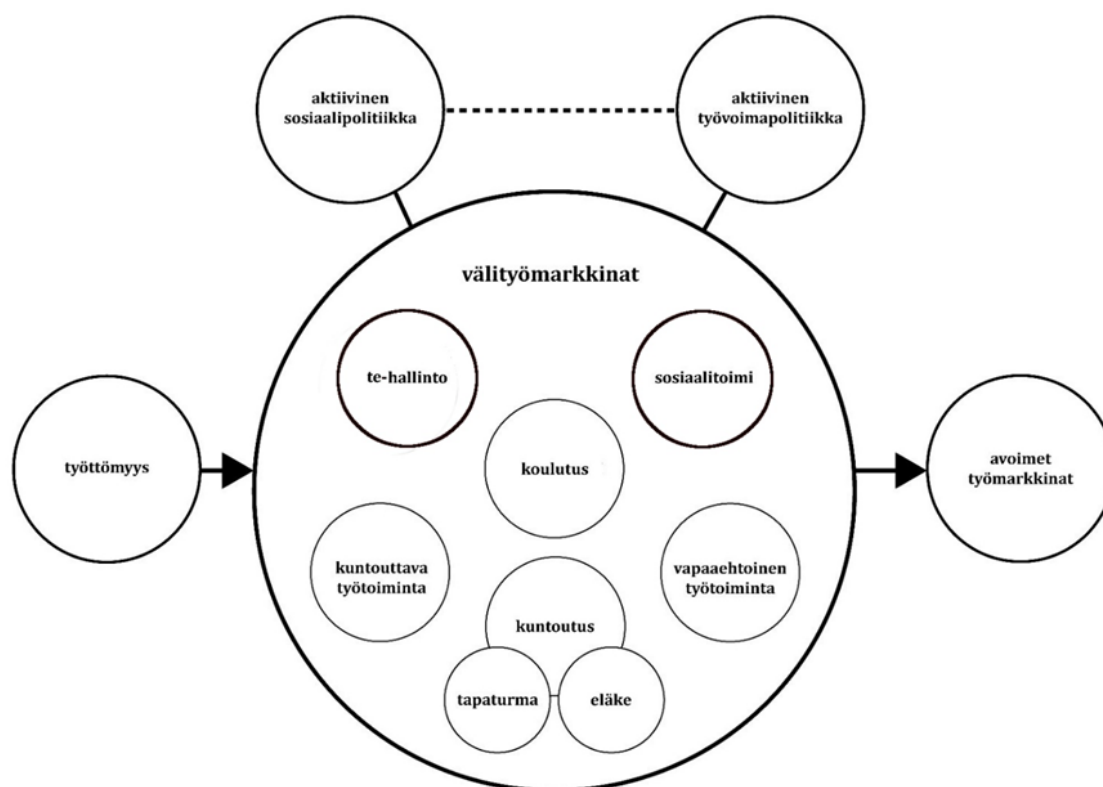 aktiivinen
sosiaalipolitiikka
aktiivinen
työvoimapolitiikka
välityömarkkinat
te-hallinto
sosiaalitoimi
työttömyys
koulutus
avoimet
työmarkkinat
kuntouttava
työtoiminta
vapaaehtoinen
työtoiminta
kuntoutus
tapaturma
eläke